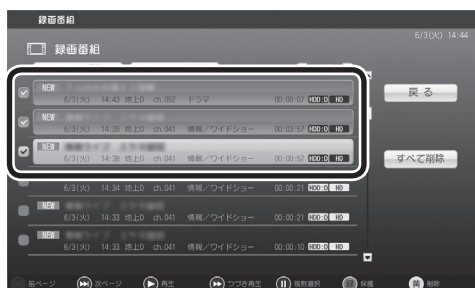 録画番組
6/3(火) 14:44
録画番組
NEW
6/3(火) 14:43 地上D ch.052 ドラマ 00:00:07 HDD:D HD
戻る
NEW
6/3(火) 14:39 地上D ch.041 情報/ワイドショー 00:03:57 HDD:D HD
NEW
6/3(火) 14:38 地上D ch.041 情報/ワイドショー 00:00:52 HDD:D HD
すべて削除
6/3(火) 14:34 地上D ch.041 情報/ワイドショー 00:00:21 HDD:D HD
NEW
6/3(火) 14:33 地上D ch.041 情報/ワイドショー 00:00:21 HDD:D HD
NEW
6/3(火) 14:33 地上D ch.041 情報/ワイドショー 00:00:10 HDD:D HD
前ページ 次ページ 再生 つづき再生 複数選択 保護 黄 削除